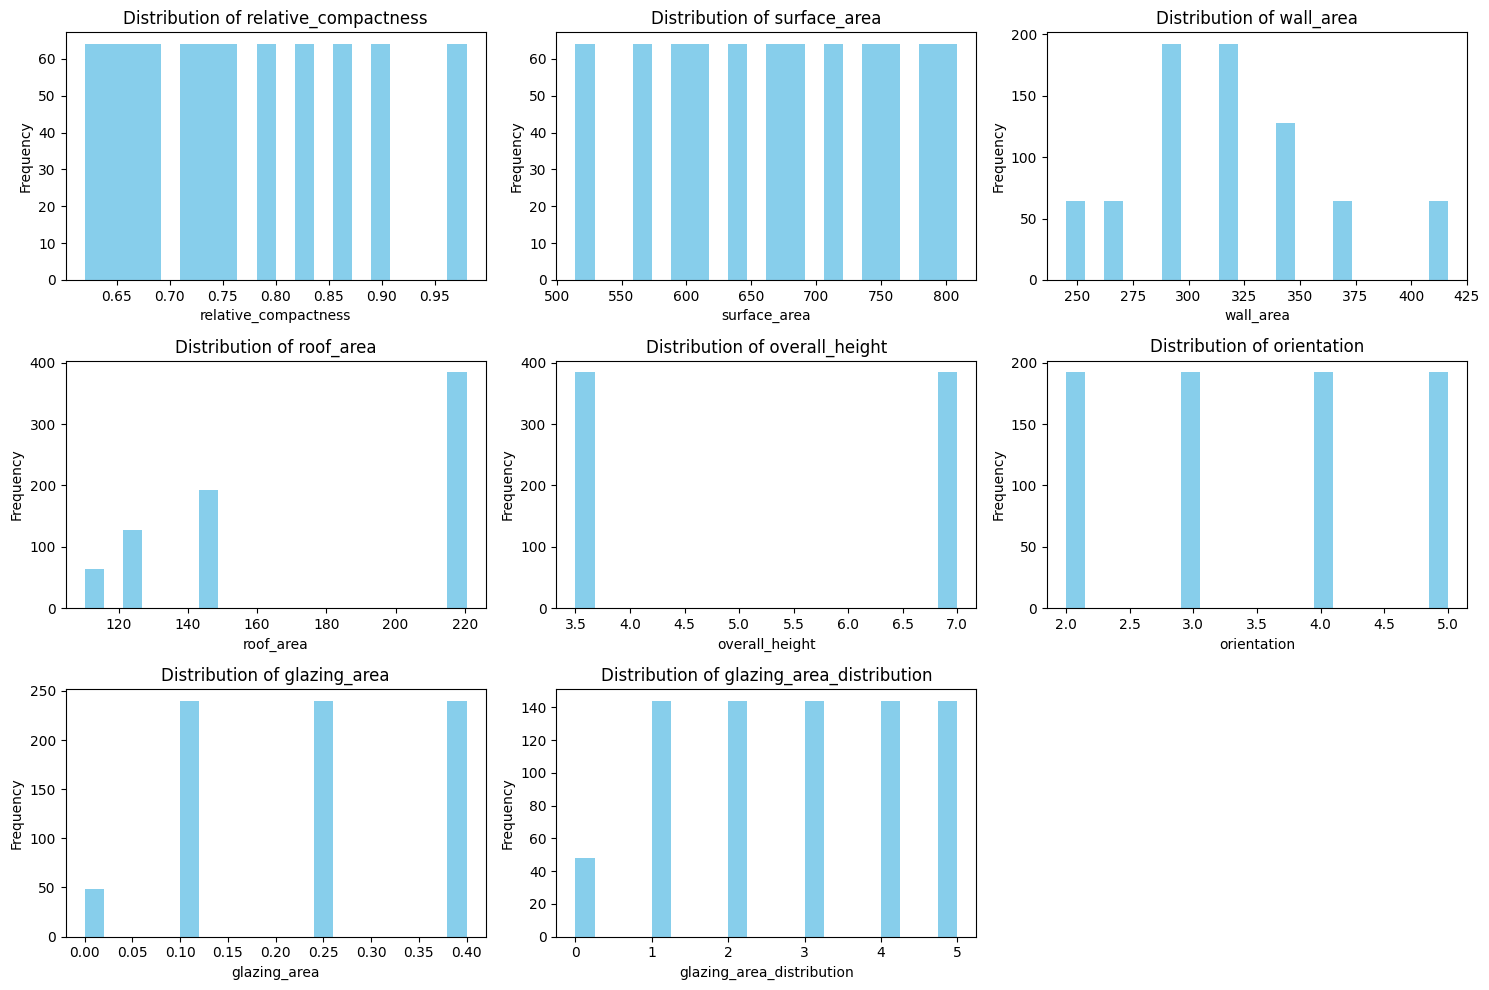 Distribution of relative_compactness
Frequency
0
10
20
30
40
50
60
0.65 0.70 0.75 0.80 0.85 0.90 0.95
relative_compactness
Distribution of surface_area
Frequency
0
10
20
30
40
50
60
500 550 600 650 700 750 800
surface_area
Distribution of wall_area
Frequency
0
50
100
150
200
250 275 300 325 350 375 400 425
wall_area
Distribution of roof_area
Frequency
0
100
200
300
400
120 140 160 180 200 220
roof_area
Distribution of overall_height
Frequency
0
100
200
300
400
3.5 4.0 4.5 5.0 5.5 6.0 6.5 7.0
overall_height
Distribution of orientation
Frequency
0
50
100
150
200
2.0 2.5 3.0 3.5 4.0 4.5 5.0
orientation
Distribution of glazing_area
Frequency
0
50
100
150
200
250
0.00 0.05 0.10 0.15 0.20 0.25 0.30 0.35 0.40
glazing_area
Distribution of glazing_area_distribution
Frequency
0
20
40
60
80
100
120
140
0 1 2 3 4 5
glazing_area_distribution